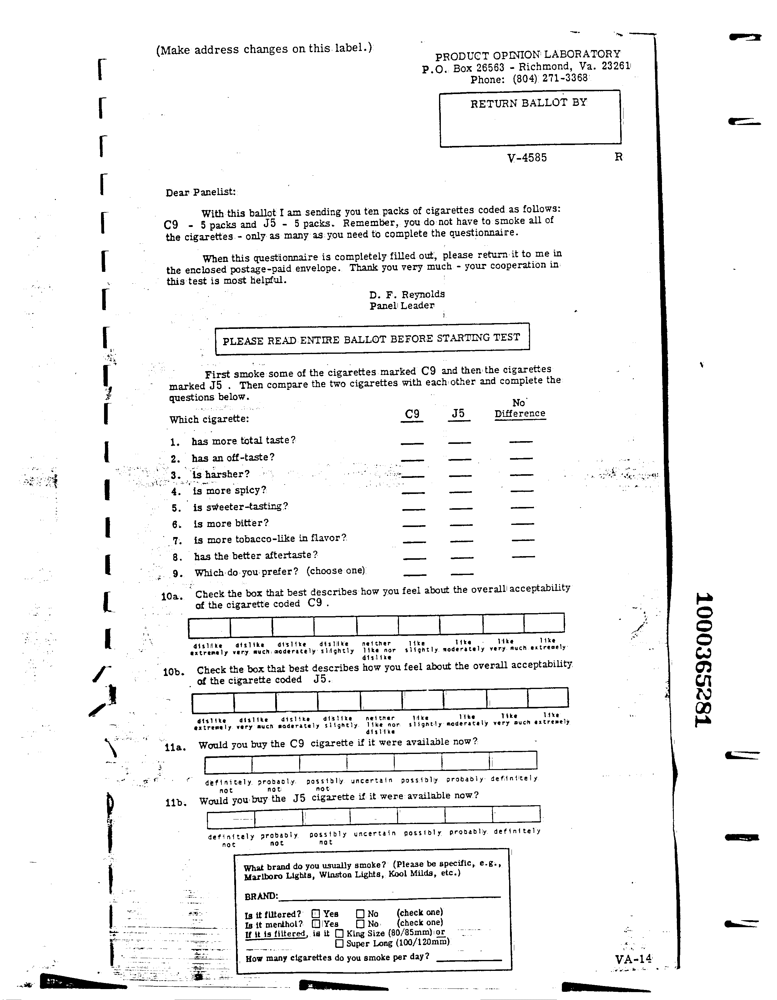 (Make address changes on this label.)
PRODUCT OPINION LABORATORY
P.O. Box 26563 - Richmond, Va. 23261
Phone: (804) 271-3368
RETURN BALLOT BY
V-4585 R
Dear Panelist:
With this ballot I am sending you ten packs of cigarettes coded as follows:
C9 - 5 packs and J5 - 5 packs. Remember, you do not have to smoke all of
the cigarettes - only as many as you need to complete the questionnaire.
When this questionnaire is completely filled out, please return it to me in
the enclosed postage-paid envelope. Thank you very much - your cooperation in
this test is most helpful.
D. F. Reynolds
Panel Leader
PLEASE READ ENTIRE BALLOT BEFORE STARTING TEST
First smoke some of the cigarettes marked C9 and then the cigarettes
marked J5 . Then compare the two cigarettes with each other and complete the
questions below.
No
Which cigarette: C9 J5 Difference
1. has more total taste?
2. has an off-taste?
3. is harsher?
4. is more spicy?
5. is sweeter-tasting?
6. is more bitter?
7. is more tobacco-like in flavor?
8. has the better aftertaste?
9. Which do you prefer? (choose one)
10a. Check the box that best describes how you feel about the overall acceptability
of the cigarette coded C9 .
dislike dislike dislike dislike neither like like like like
extremely very much moderately slightly like nor slightly moderately very much extremely
dislike
10b. Check the box that best describes how you feel about the overall acceptability
of the cigarette coded J5.
dislike dislike dislike dislike neither like like like like
extremely very much moderately slightly like nor slightly moderately very much extremely
dislike
11a. Would you buy the C9 cigarette if it were available now?
definitely probably possibly uncertain possibly probably definitely
not not not
11b. Would you buy the J5 cigarette if it were available now?
definitely probably possibly uncertain possibly probably definitely
not not not
What brand do you usually smoke? (Please be specific, e.g.,
Marlboro Lights, Winston Lights, Kool Milds, etc.)
BRAND:
Is it filtered? Yes No (check one)
Is it menthol? Yes No (check one)
If it is filtered, is it King Size (80/85mm) or
Super Long (100/120mm)
How many cigarettes do you smoke per day?
VA-14
1000365281